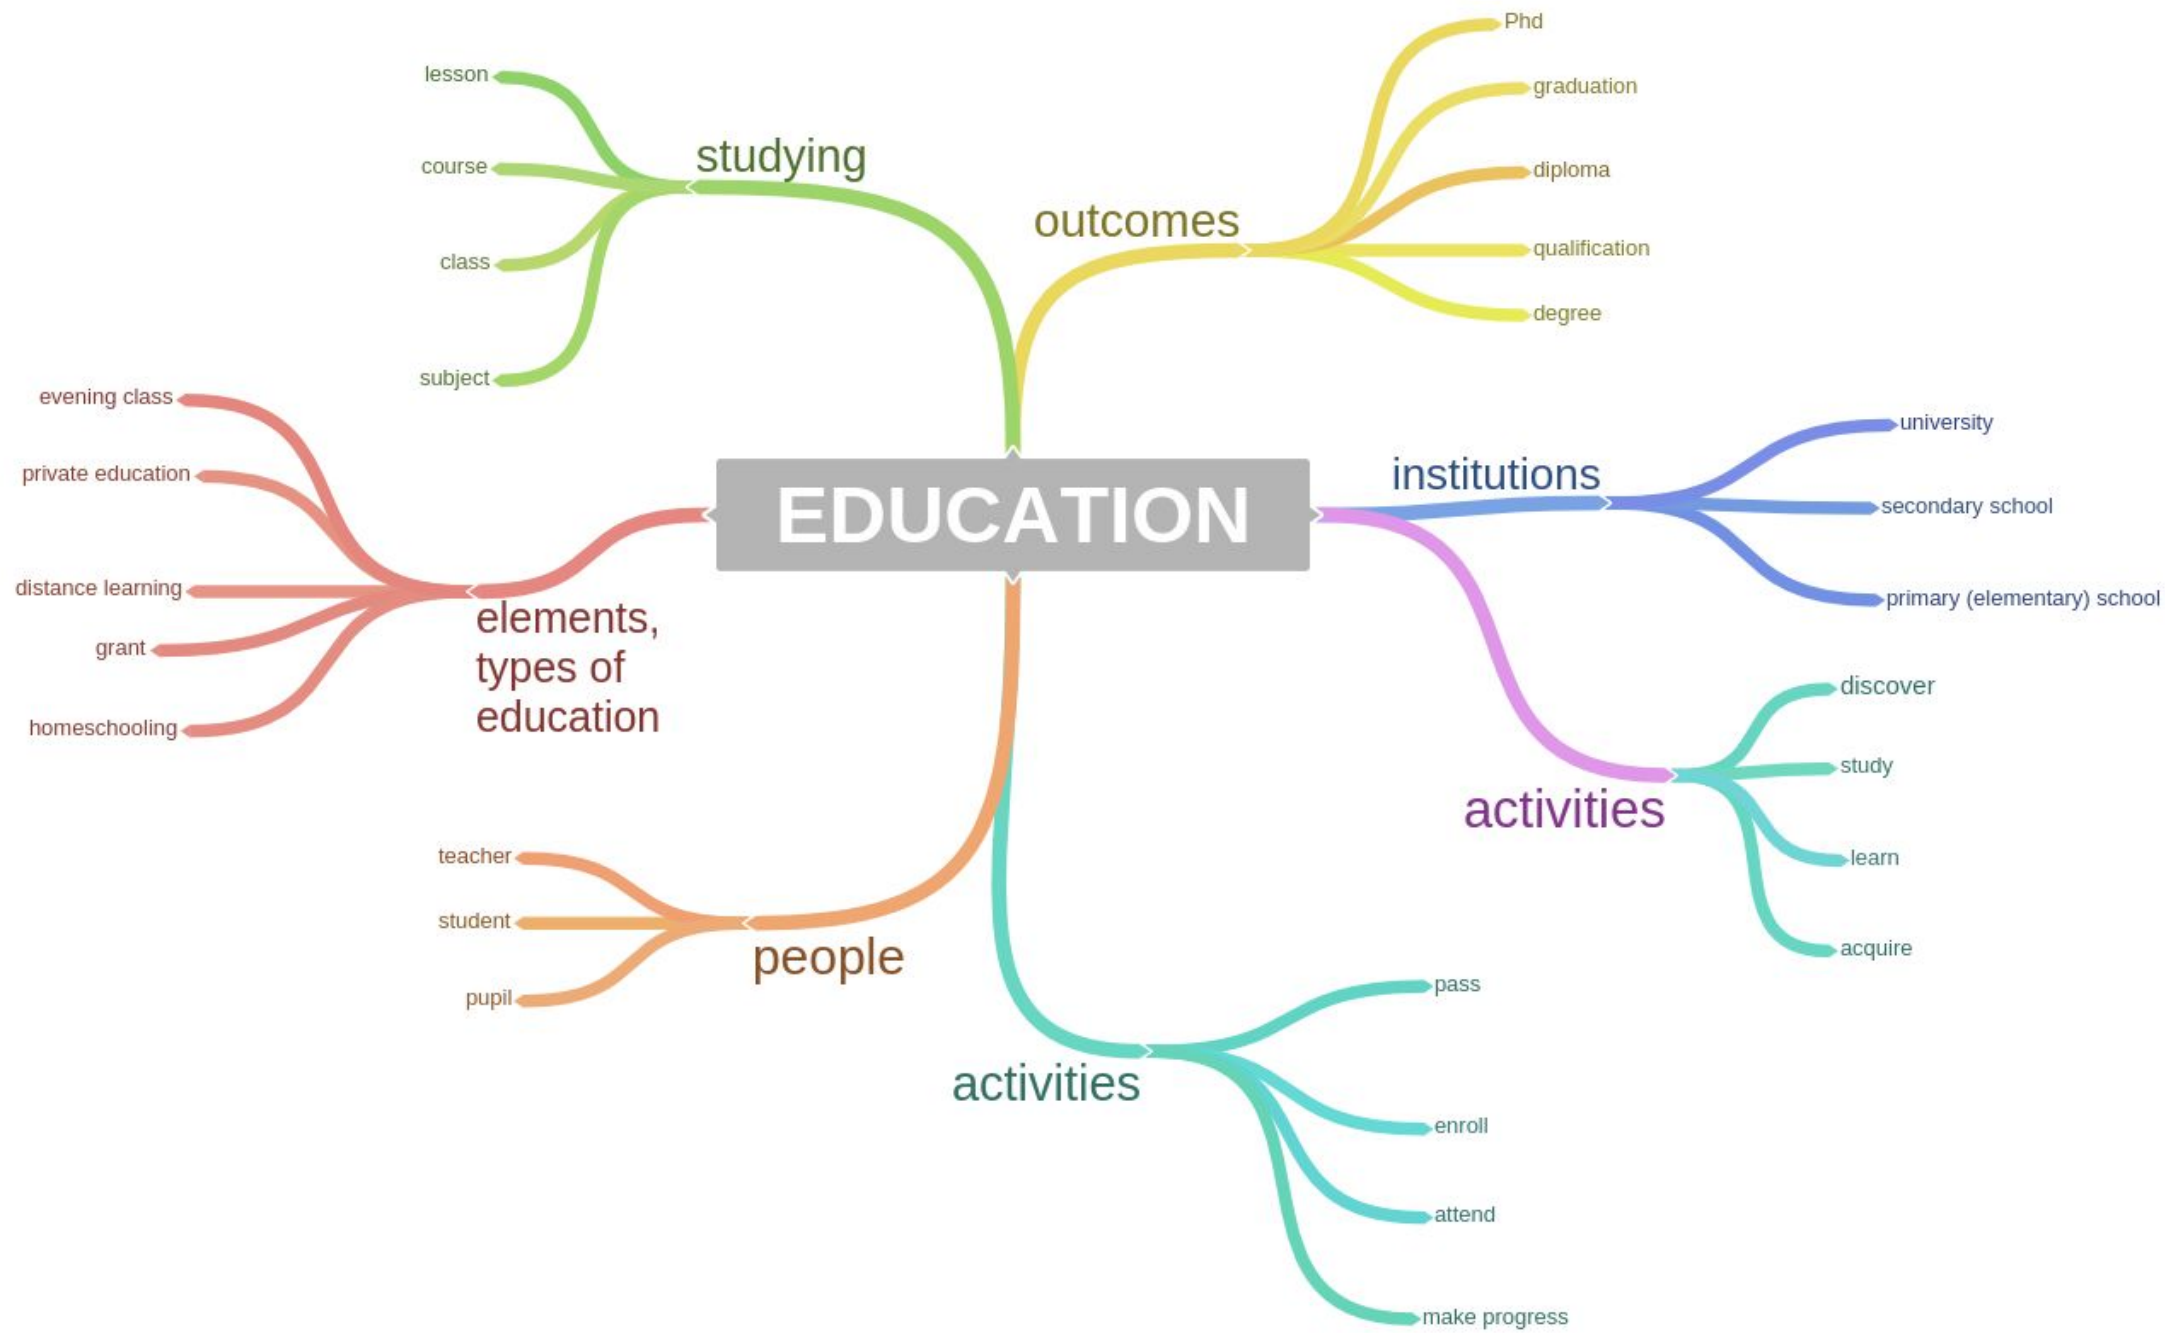 Phd
graduation
diploma
qualification
degree
outcomes
lesson
course
class
subject
studying
evening class
private education
distance learning
grant
homeschooling
elements,
types of
education
EDUCATION
institutions
university
secondary school
primary (elementary) school
activities
discover
study
learn
acquire
teacher
student
pupil
people
activities
pass
enroll
attend
make progress